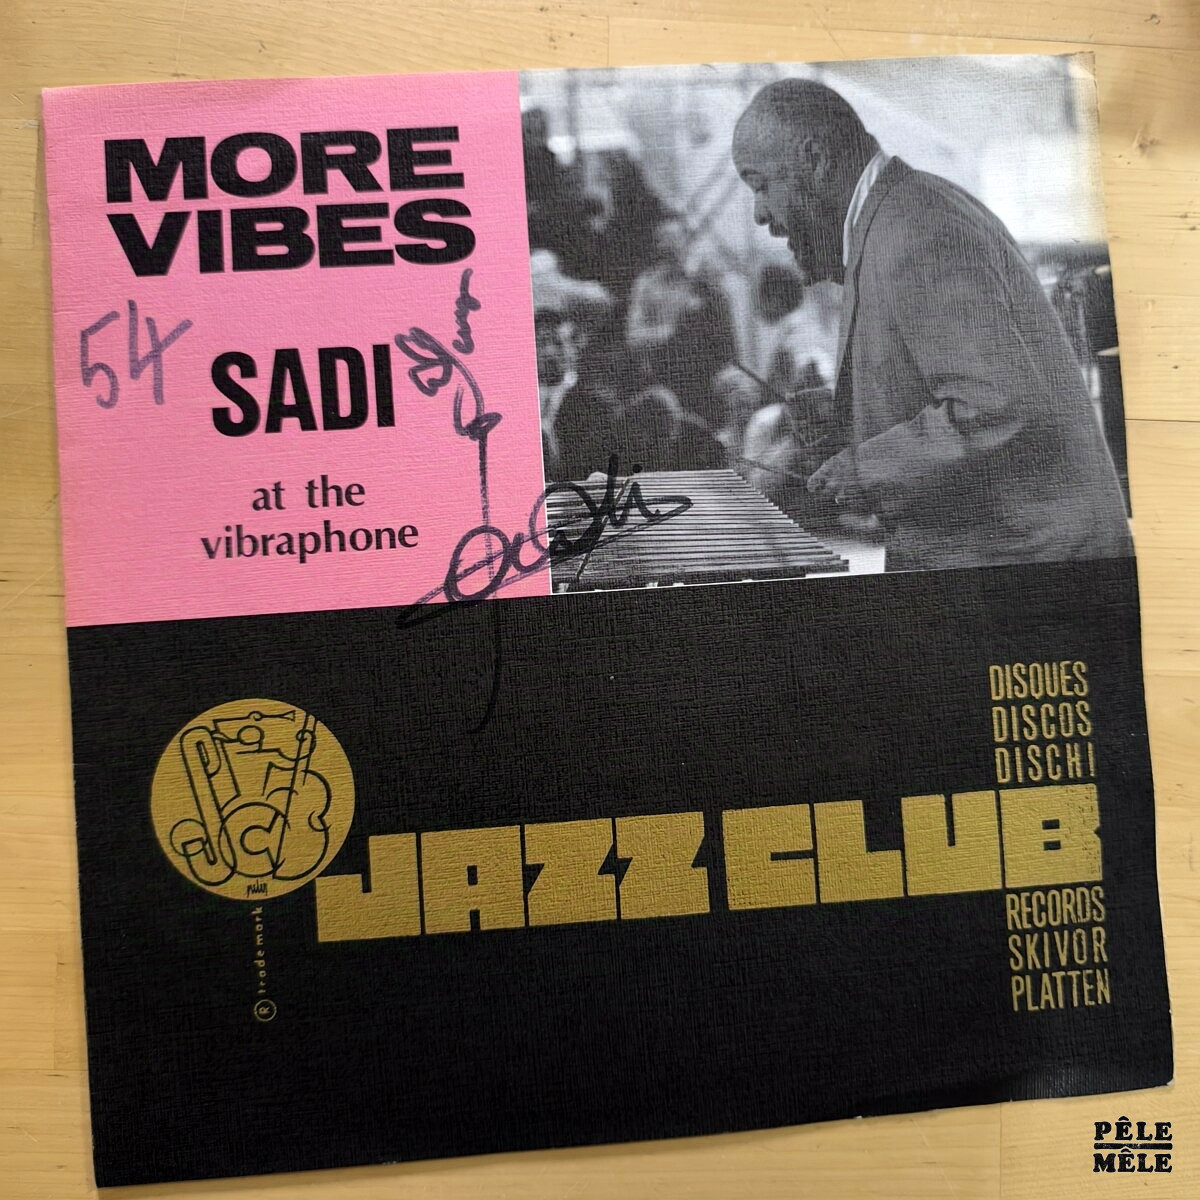 MORE
VIBES
54
SADI
at the
vibraphone
Sadi
DISQUES
DISCOS
DISCHI
JAZZ CLUB
RECORDS
SKIVOR
PLATTEN
® trade mark
PÊLE
MÊLE